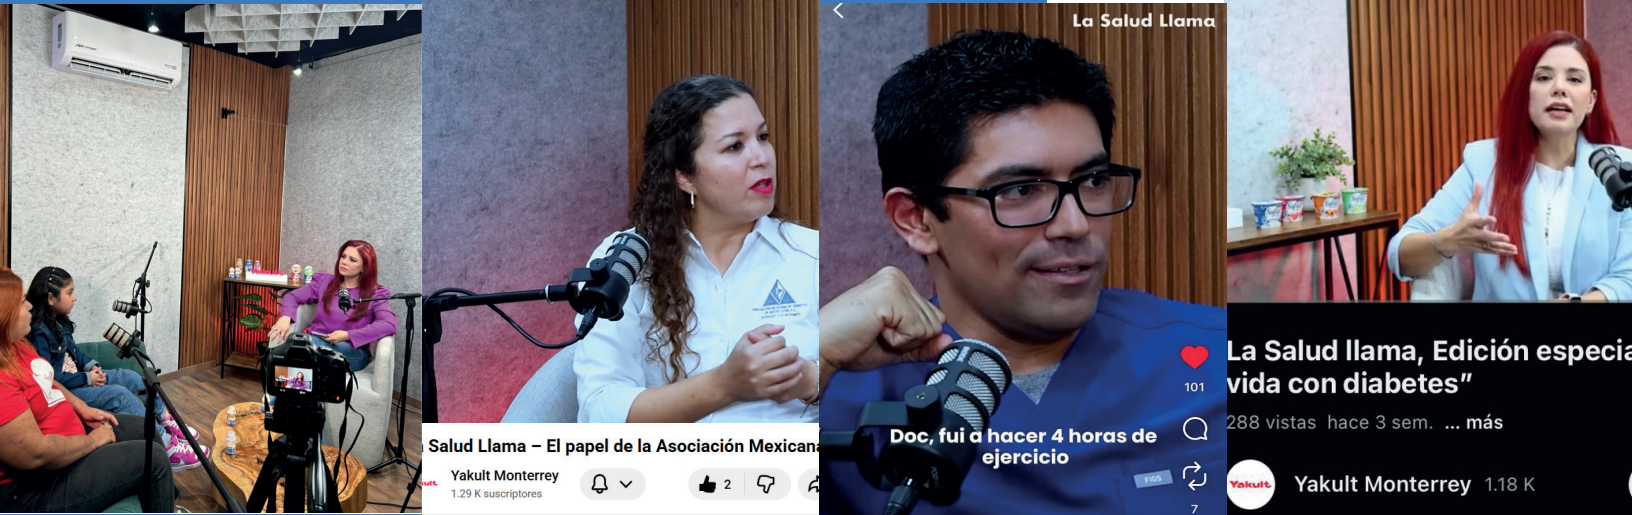 Salud Llama – El papel de la Asociación Mexicana
Yakult Monterrey
1.29 K suscriptores
2
La Salud Llama
101
Doc, fui a hacer 4 horas de
ejercicio
FIGS
7
La Salud llama, Edición especia
vida con diabetes”
288 vistas hace 3 sem. ... más
Yakult
Yakult Monterrey 1.18 K